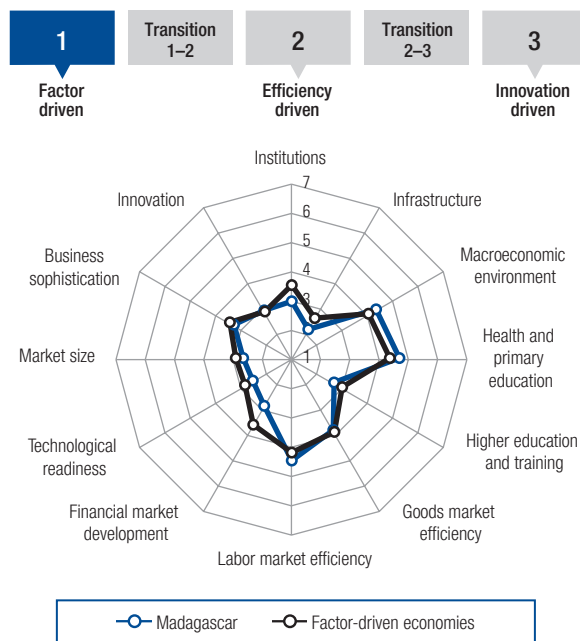 1
Transition
1–2
2
Transition
2–3
3
Factor
driven
Efficiency
driven
Innovation
driven
Institutions
Infrastructure
Macroeconomic
environment
Health and
primary
education
Higher education
and training
Goods market
efficiency
Labor market efficiency
Financial market
development
Technological
readiness
Market size
Business
sophistication
Innovation
7
6
5
4
3
1
Madagascar
Factor-driven economies